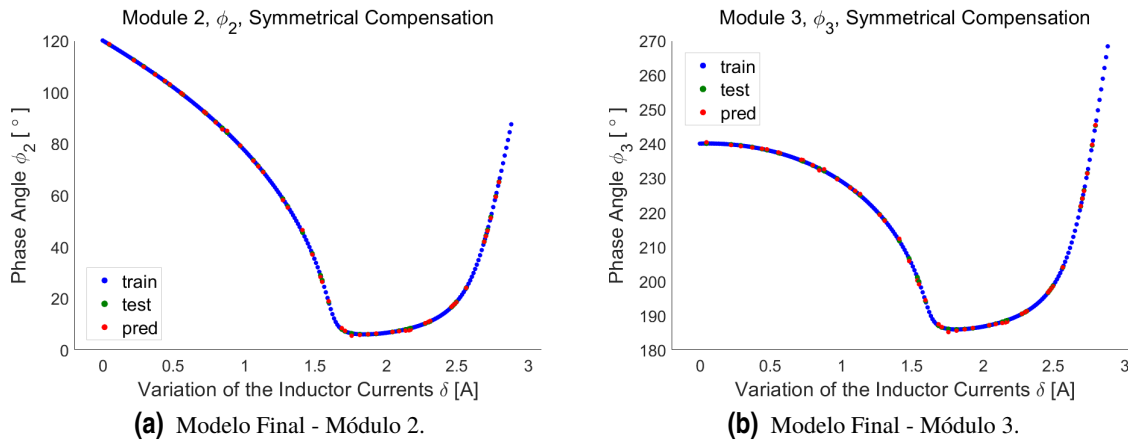 Module 2, ϕ2, Symmetrical Compensation
Phase Angle ϕ2 [ ° ]
120
100
80
60
40
20
0
train
test
pred
0 0.5 1 1.5 2 2.5 3
Variation of the Inductor Currents δ [A]
(a) Modelo Final - Módulo 2.
Module 3, ϕ3, Symmetrical Compensation
Phase Angle ϕ3 [ ° ]
270
260
250
240
230
220
210
200
190
180
train
test
pred
0 0.5 1 1.5 2 2.5 3
Variation of the Inductor Currents δ [A]
(b) Modelo Final - Módulo 3.